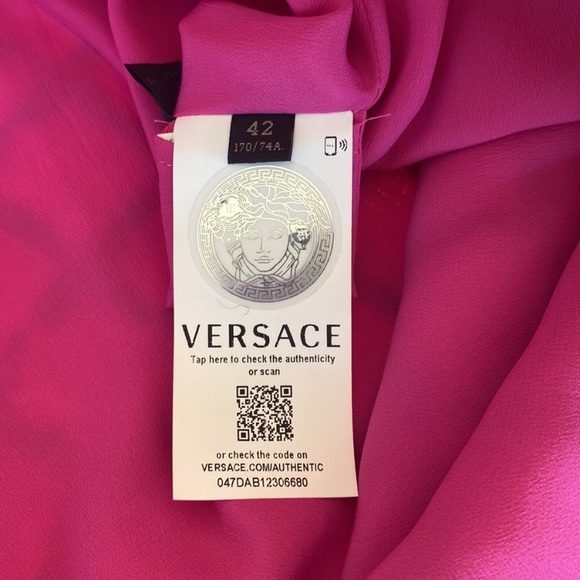 42
170/74A.
VERSACE
Tap here to check the authenticity
or scan
or check the code on
VERSACE.COM/AUTHENTIC
047DAB12306680